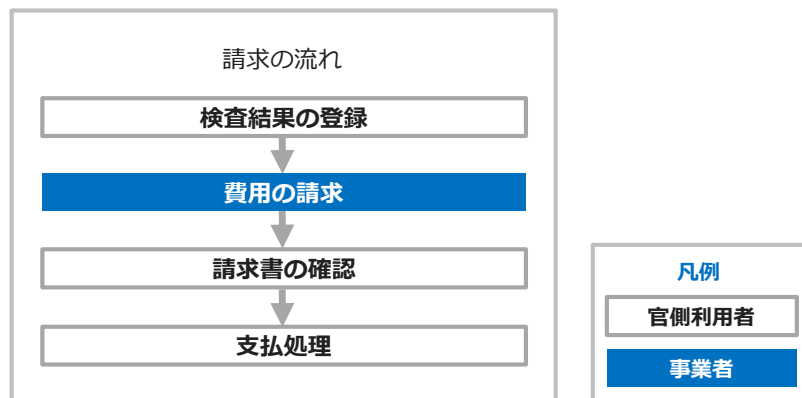 請求の流れ
検査結果の登録
費用の請求
請求書の確認
支払処理
凡例
官側利用者
事業者